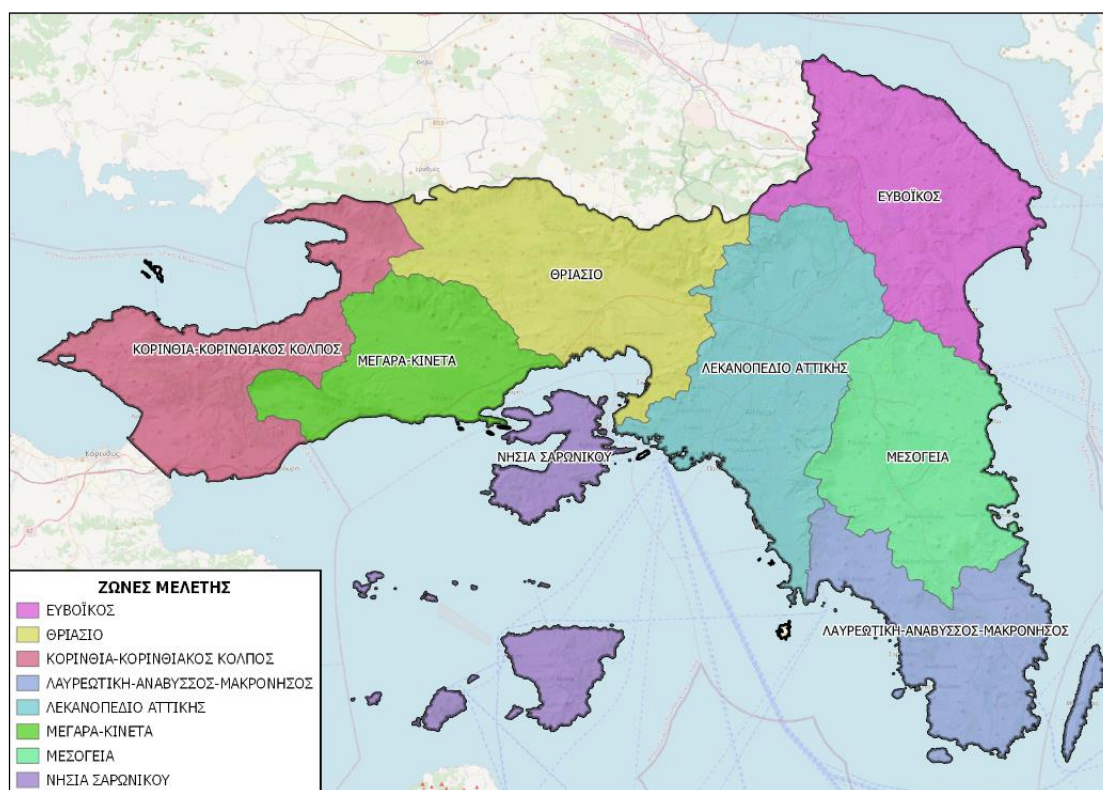 ΕΥΒΟΪΚΟΣ
ΘΡΙΑΣΙΟ
ΚΟΡΙΝΘΙΑ-ΚΟΡΙΝΘΙΑΚΟΣ ΚΟΛΠΟΣ
ΜΕΓΑΡΑ-ΚΙΝΕΤΑ
ΛΕΚΑΝΟΠΕΔΙΟ ΑΤΤΙΚΗΣ
ΝΗΣΙΑ ΣΑΡΩΝΙΚΟΥ
ΜΕΣΟΓΕΙΑ
ΛΑΥΡΕΩΤΙΚΗ-ΑΝΑΒΥΣΣΟΣ-ΜΑΚΡΟΝΗΣΟΣ
ΖΩΝΕΣ ΜΕΛΕΤΗΣ
ΕΥΒΟΪΚΟΣ
ΘΡΙΑΣΙΟ
ΚΟΡΙΝΘΙΑ-ΚΟΡΙΝΘΙΑΚΟΣ ΚΟΛΠΟΣ
ΛΑΥΡΕΩΤΙΚΗ-ΑΝΑΒΥΣΣΟΣ-ΜΑΚΡΟΝΗΣΟΣ
ΛΕΚΑΝΟΠΕΔΙΟ ΑΤΤΙΚΗΣ
ΜΕΓΑΡΑ-ΚΙΝΕΤΑ
ΜΕΣΟΓΕΙΑ
ΝΗΣΙΑ ΣΑΡΩΝΙΚΟΥ